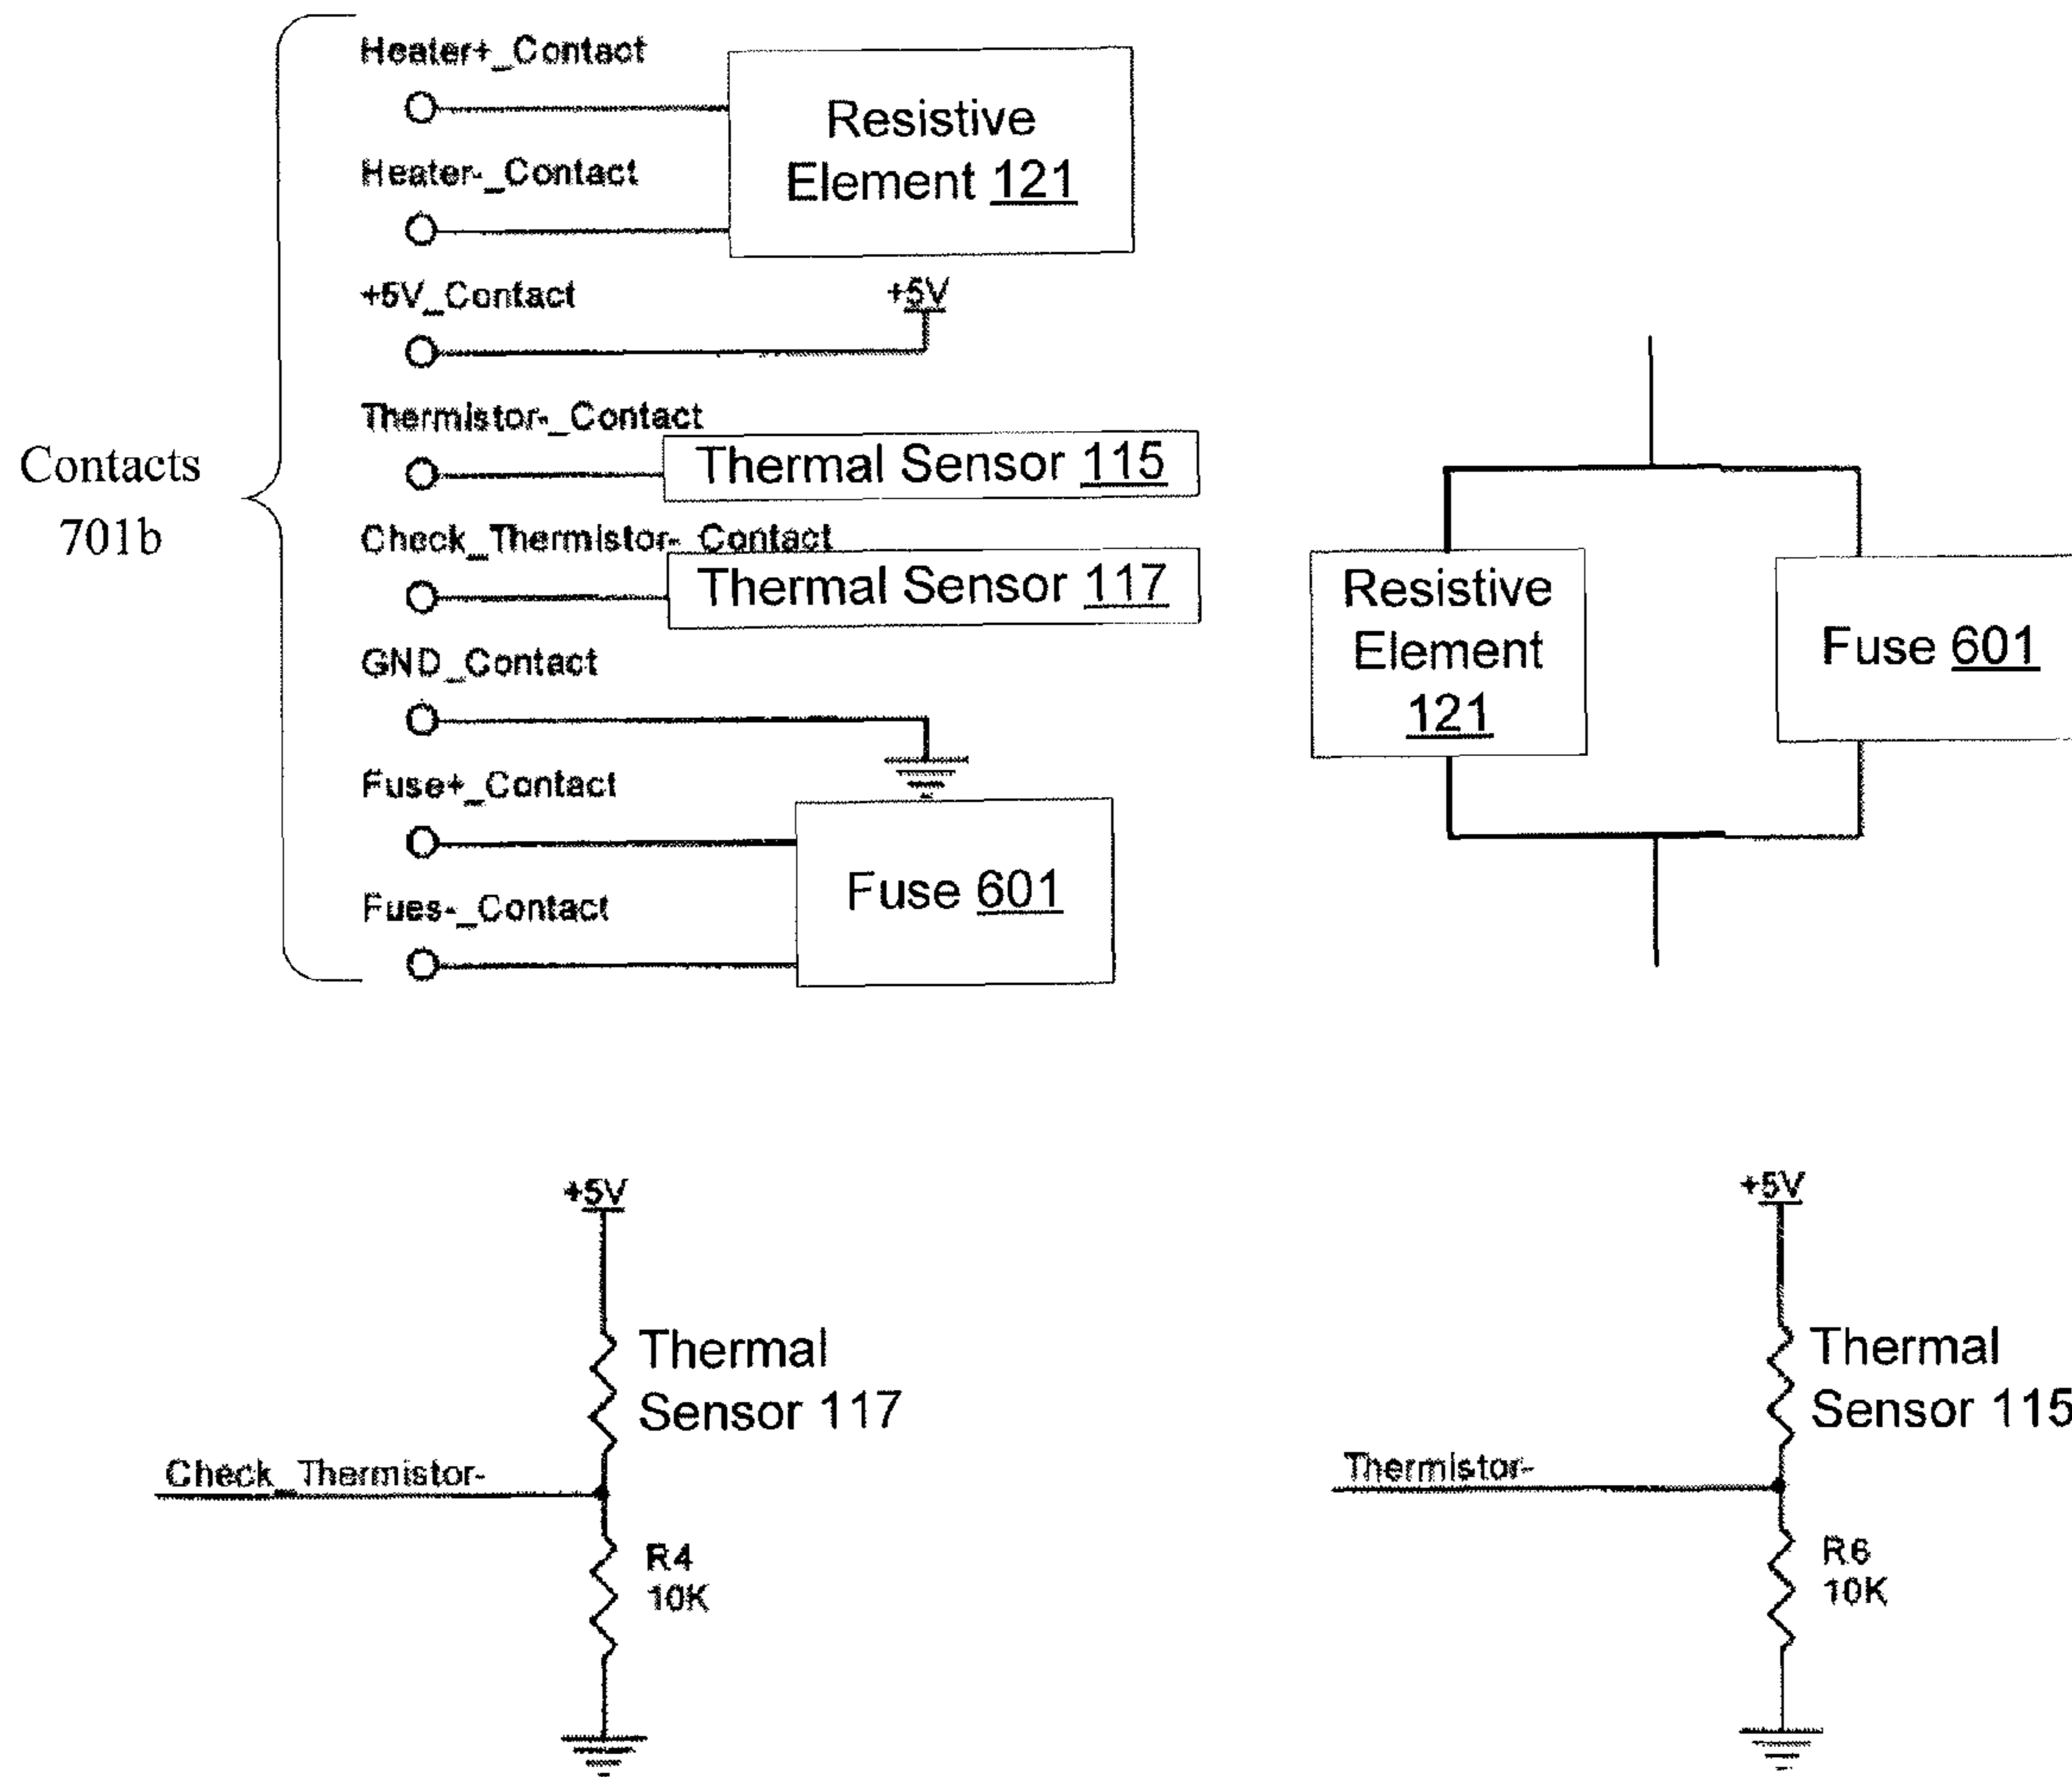 Heater+_Contact
Resistive
Element 121
Heater-_Contact
+5V_Contact
+5V
Thermistor-_Contact
Thermal Sensor 115
Contacts
701b
Check_Thermistor-_Contact
Thermal Sensor 117
GND_Contact
Fuse+_Contact
Fuse 601
Fues-_Contact
Resistive
Element
121
Fuse 601
+5V
Thermal
Sensor 117
Check_Thermistor-
R4
10K
+5V
Thermal
Sensor 115
Thermistor-
R6
10K